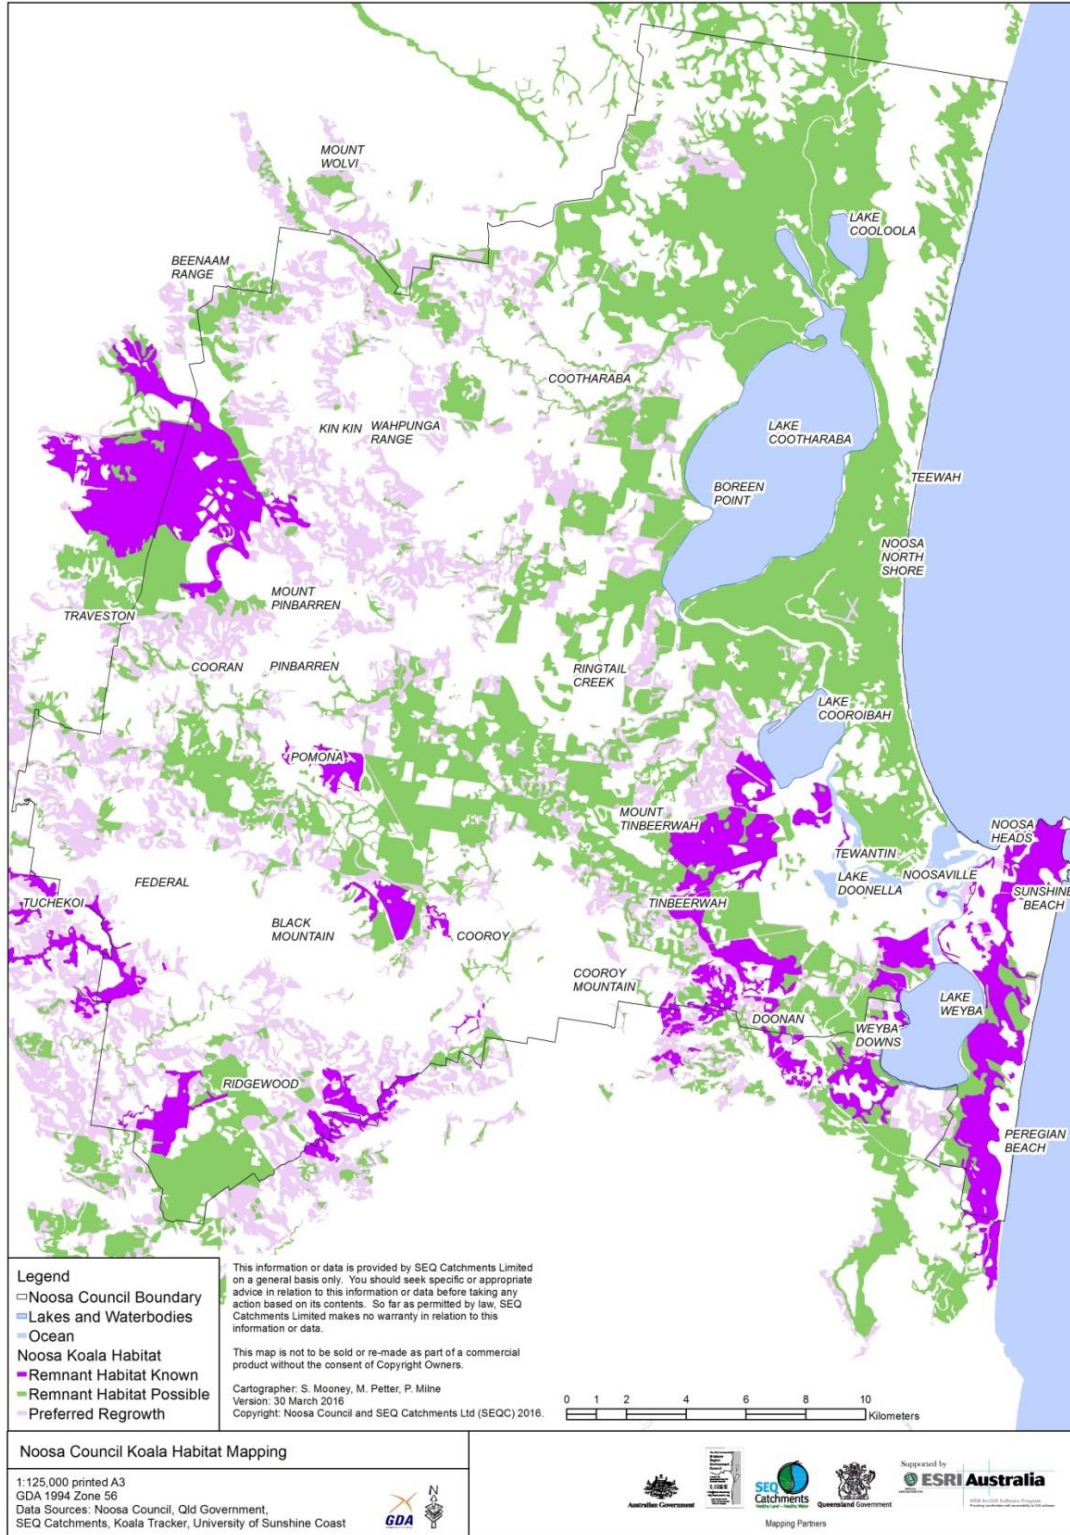 MOUNT
WOLVI
LAKE
COOLOOLA
BEENAAM
RANGE
COOTHARABA
KIN KIN
WAHPUNGA
RANGE
LAKE
COOTHARABA
TEEWAH
BOREEN
POINT
NOOSA
NORTH
SHORE
MOUNT
PINBARREN
TRAVESTON
COORAN
PINBARREN
RINGTAIL
CREEK
LAKE
COOROIBAH
POMONA
MOUNT
TINBEERWAH
NOOSA
HEADS
TEWANTIN
LAKE
DOONELLA
NOOSAVILLE
FEDERAL
SUNSHINE
BEACH
TUCHEKOI
TINBEERWAH
BLACK
MOUNTAIN
COOROY
COOROY
MOUNTAIN
LAKE
WEYBA
DOONAN
WEYBA
DOWNS
RIDGEWOOD
PEREGIAN
BEACH
Legend
Noosa Council Boundary
Lakes and Waterbodies
Ocean
Noosa Koala Habitat
Remnant Habitat Known
Remnant Habitat Possible
Preferred Regrowth
This information or data is provided by SEQ Catchments Limited
on a general basis only. You should seek specific or appropriate
advice in relation to this information or data before taking any
action based on its contents. So far as permitted by law, SEQ
Catchments Limited makes no warranty in relation to this
information or data.
This map is not to be sold or re-made as part of a commercial
product without the consent of Copyright Owners.
Cartographer: S. Mooney, M. Petter, P. Milne
Version: 30 March 2016
Copyright: Noosa Council and SEQ Catchments Ltd (SEQC) 2016.
0 1 2 4 6 8 10
Kilometers
Noosa Council Koala Habitat Mapping
1:125,000 printed A3
GDA 1994 Zone 56
Data Sources: Noosa Council, Qld Government,
SEQ Catchments, Koala Tracker, University of Sunshine Coast
GDA
N
Australian Government
SEQ
Catchments
Healthy Land - Healthy Water
Queensland Government
Supported by
ESRI Australia
Mapping Partners